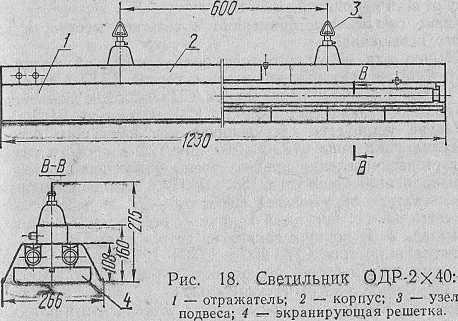 600
3
1
2
В
1230
В
В-В
275
160
108
266
4
Рис. 18. Светильник ОДР-2×40:
1 — отражатель; 2 — корпус; 3 — узел
подвеса; 4 — экранирующая решетка.